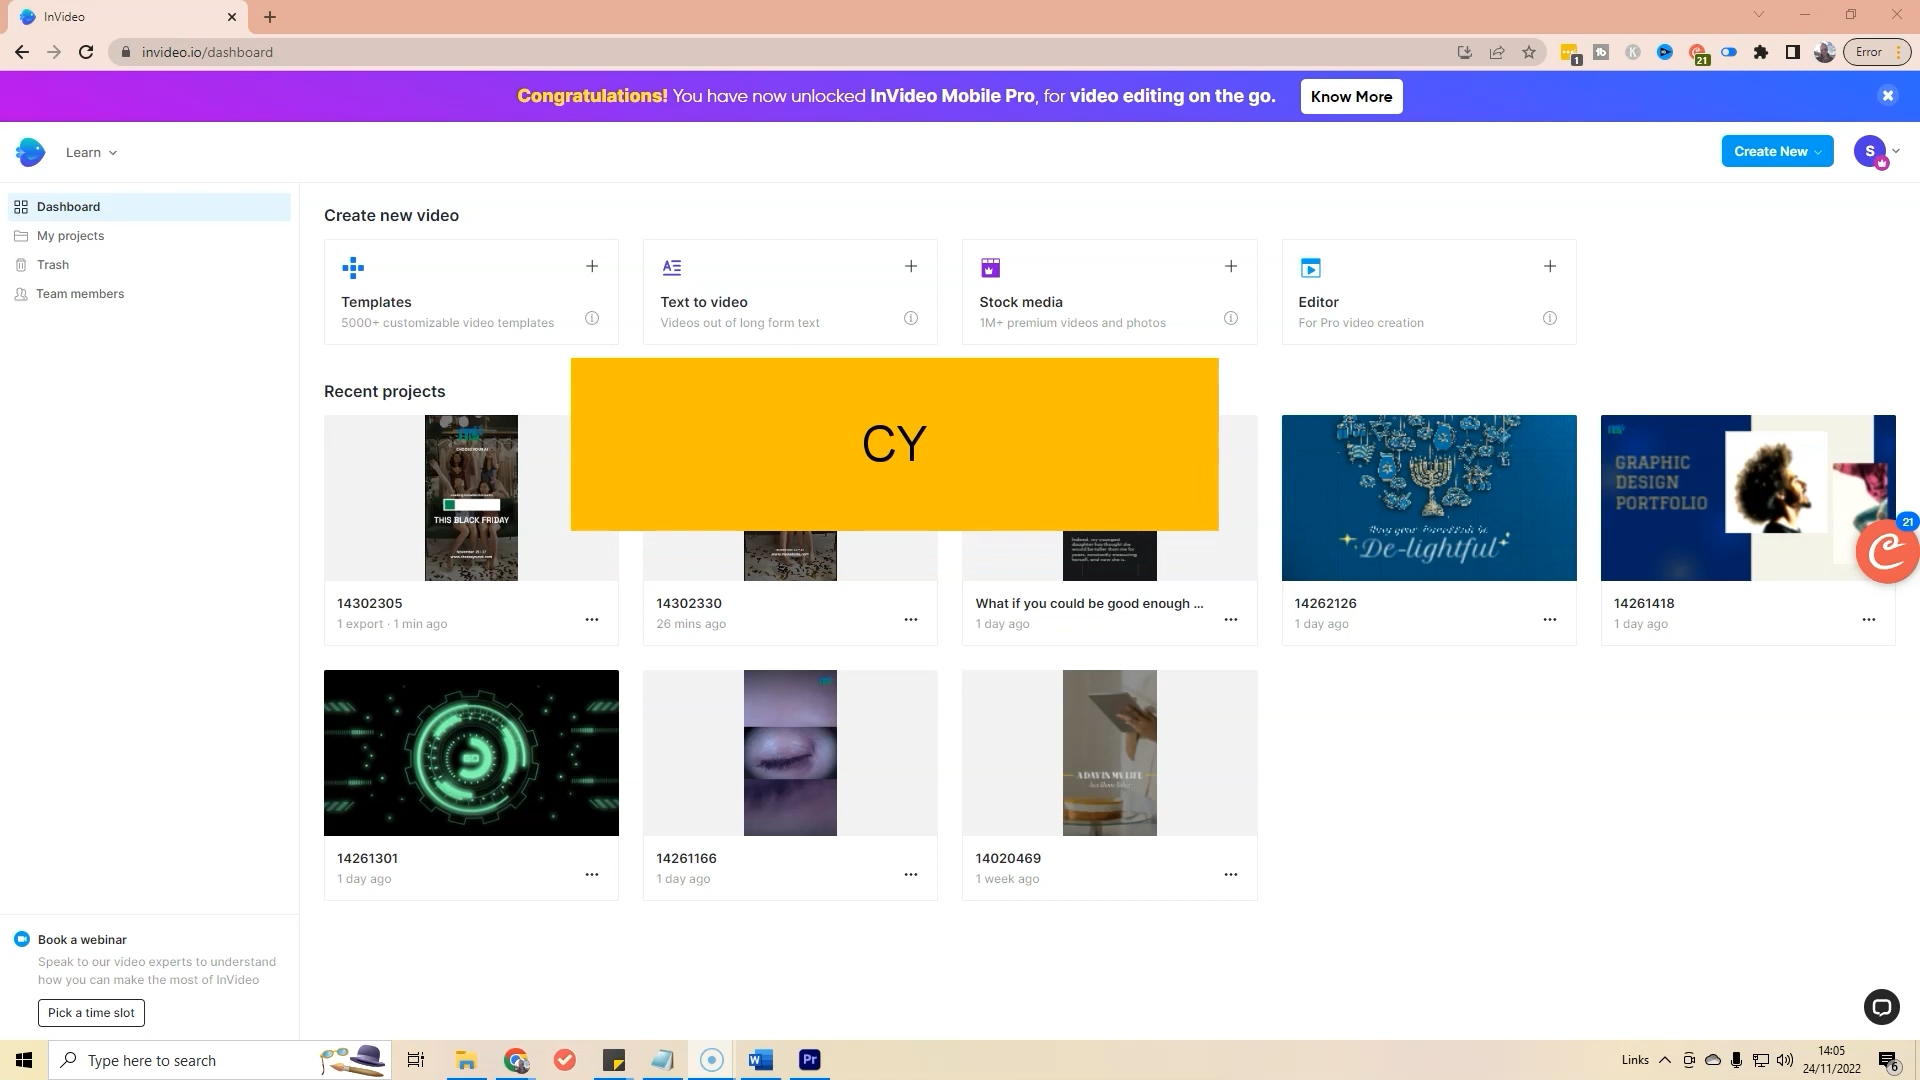 InVideo
invideo.io/dashboard
1
21
Error
Congratulations! You have now unlocked InVideo Mobile Pro, for video editing on the go.
Know More
Learn
Create New
S
Dashboard
My projects
Trash
Team members
Create new video
Templates
5000+ customizable video templates
Text to video
Videos out of long form text
Stock media
1M+ premium videos and photos
Editor
For Pro video creation
Recent projects
CY
THIS BLACK FRIDAY
De-lightful
GRAPHIC
DESIGN
PORTFOLIO
21
14302305
1 export · 1 min ago
14302330
26 mins ago
What if you could be good enough ...
1 day ago
14262126
1 day ago
14261418
1 day ago
A DAY IN MY LIFE
14261301
1 day ago
14261166
1 day ago
14020469
1 week ago
Book a webinar
Speak to our video experts to understand
how you can make the most of InVideo
Pick a time slot
Type here to search
W
Pr
Links
14:05
24/11/2022
6